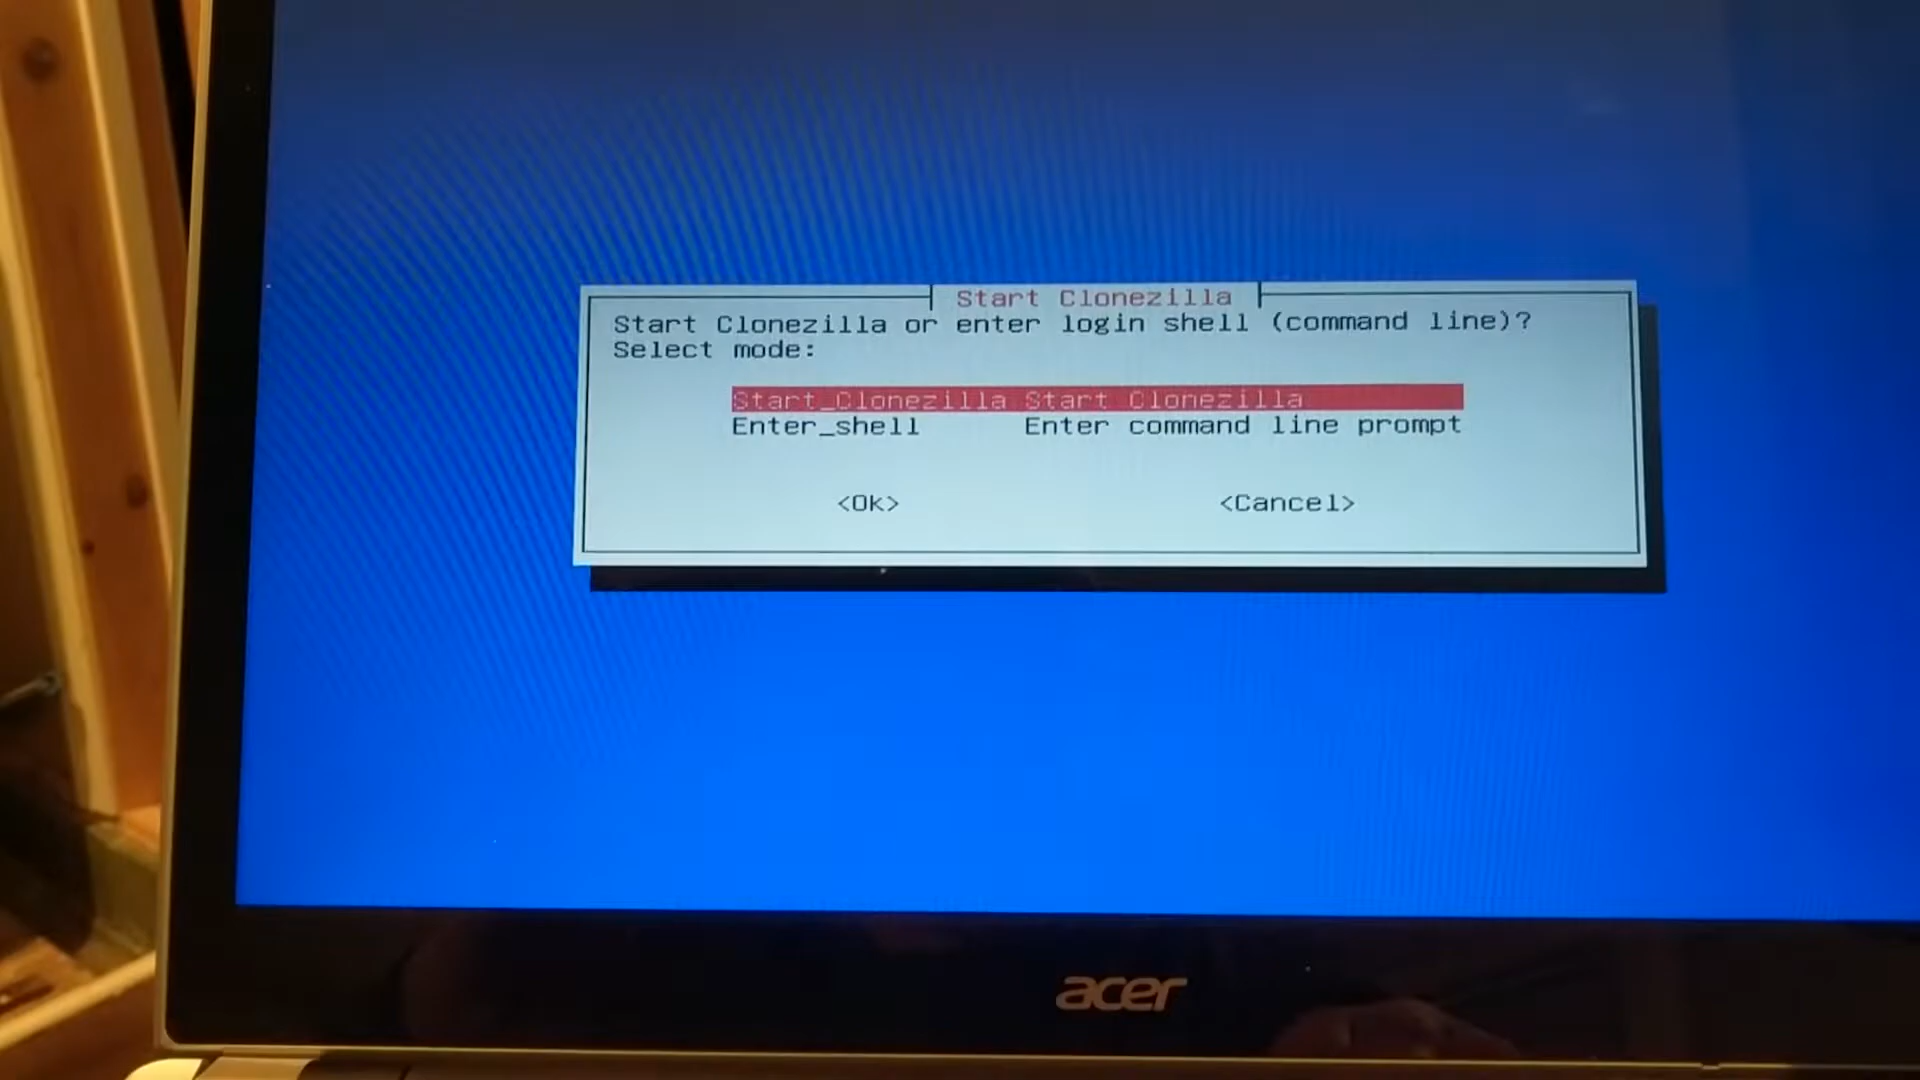 Start Clonezilla
Start Clonezilla or enter login shell (command line)?
Select mode:
Start_Clonezilla Start Clonezilla
Enter_shell Enter command line prompt
<Ok> <Cancel>
acer